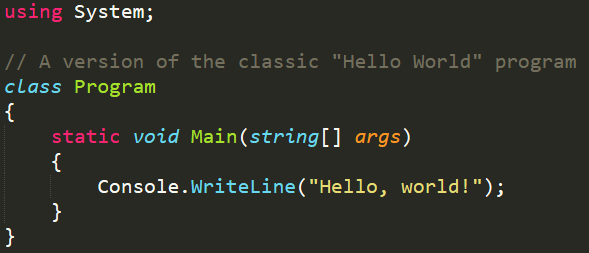 using System;

// A version of the classic "Hello World" program
class Program
{
    static void Main(string[] args)
    {
        Console.WriteLine("Hello, world!");
    }
}